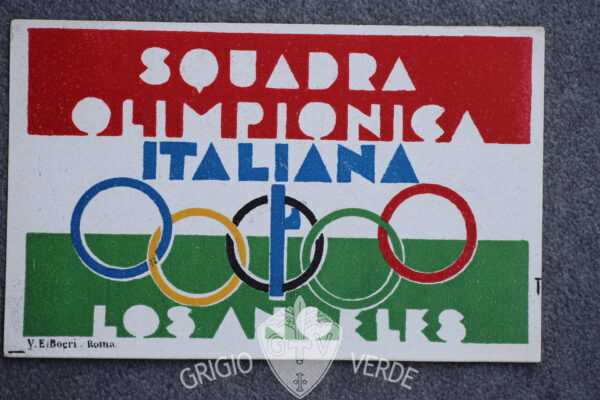 SQUADRA
OLIMPIONICA
ITALIANA
LOS ANGELES
V. E. Boeri. Roma.
GRIGIO VERDE